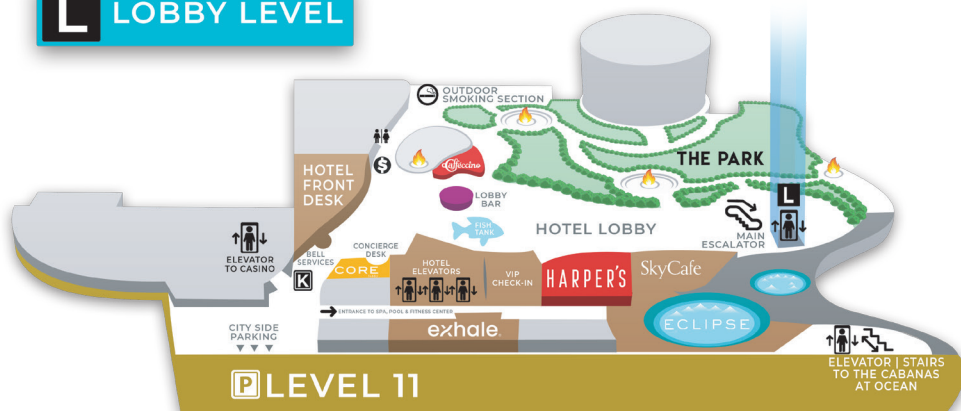 L LOBBY LEVEL
OUTDOOR
SMOKING SECTION
$
Cafféccino
THE PARK
HOTEL
FRONT
DESK
LOBBY
BAR
L
FISH
TANK
HOTEL LOBBY
MAIN
ESCALATOR
ELEVATOR
TO CASINO
BELL
SERVICES
K
CONCIERGE
DESK
CORE
HOTEL
ELEVATORS
VIP
CHECK-IN
HARPER'S
SkyCafe
ENTRANCE TO SPA, POOL & FITNESS CENTER
exhale
ECLIPSE
CITY SIDE
PARKING
ELEVATOR | STAIRS
TO THE CABANAS
AT OCEAN
P LEVEL 11